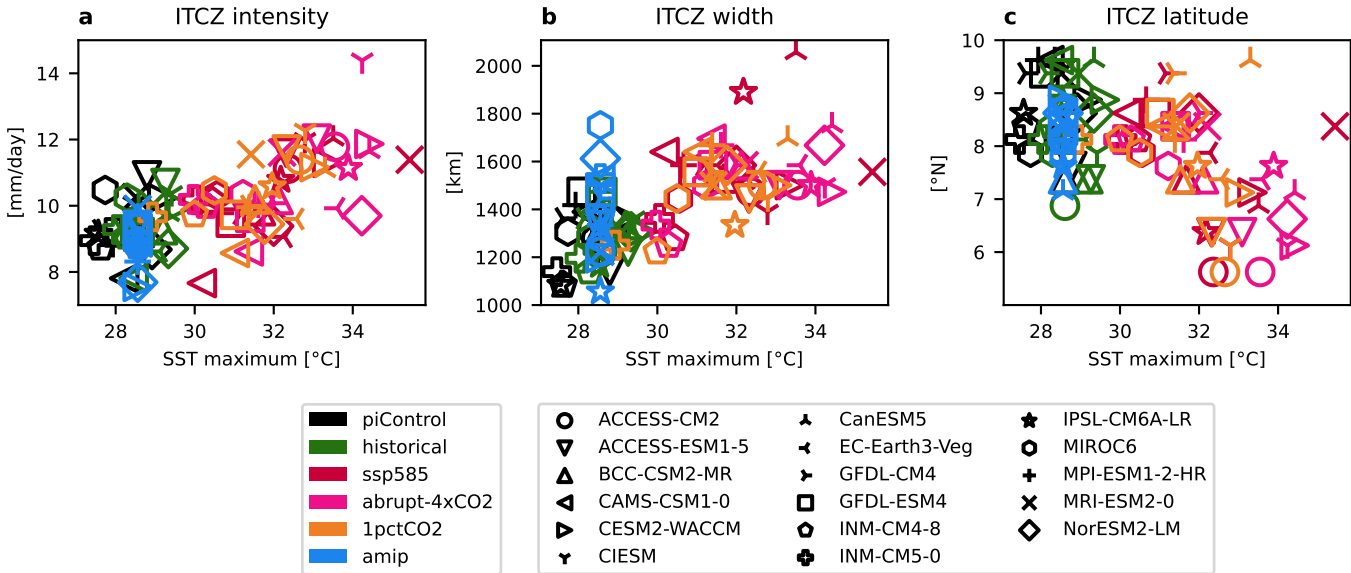 a ITCZ intensity
b ITCZ width
c ITCZ latitude
14
12
10
8
[mm/day]
28 30 32 34
SST maximum [°C]
2000
1800
1600
1400
1200
1000
[km]
28 30 32 34
SST maximum [°C]
10
9
8
7
6
[°N]
28 30 32 34
SST maximum [°C]
piControl
historical
ssp585
abrupt-4xCO2
1pctCO2
amip
ACCESS-CM2
ACCESS-ESM1-5
BCC-CSM2-MR
CAMS-CSM1-0
CESM2-WACCM
CIESM
CanESM5
EC-Earth3-Veg
GFDL-CM4
GFDL-ESM4
INM-CM4-8
INM-CM5-0
IPSL-CM6A-LR
MIROC6
MPI-ESM1-2-HR
MRI-ESM2-0
NorESM2-LM